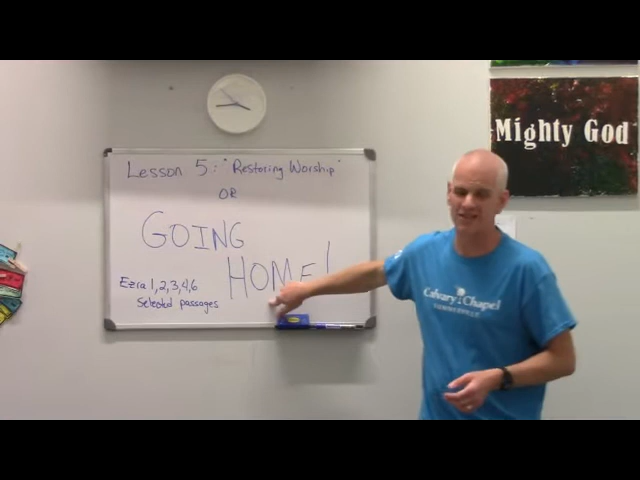 Mighty God
Lesson 5: "Restoring Worship"
OR
GOING
HOME!
Ezra 1,2,3,4,6
Selected passages
Calvary Chapel